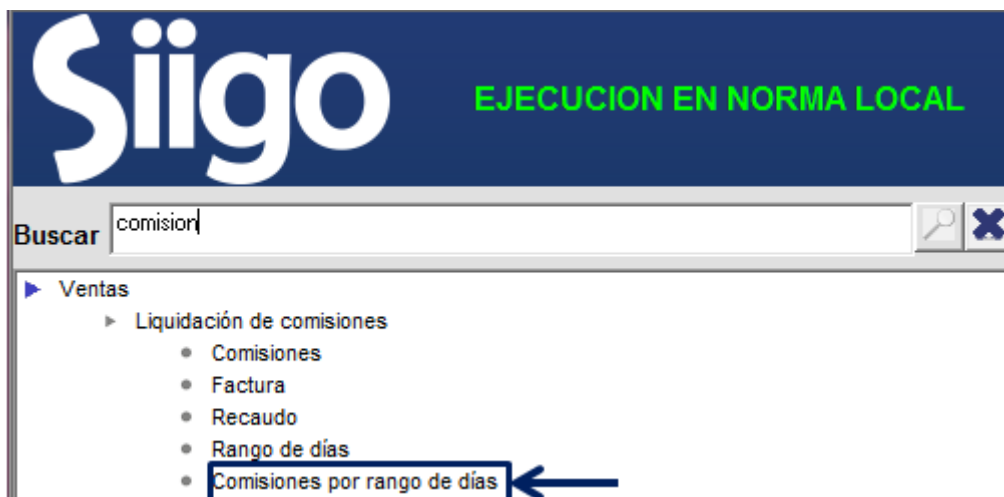 Siigo
EJECUCION EN NORMA LOCAL
Buscar comision
Ventas
Liquidación de comisiones
Comisiones
Factura
Recaudo
Rango de días
Comisiones por rango de días